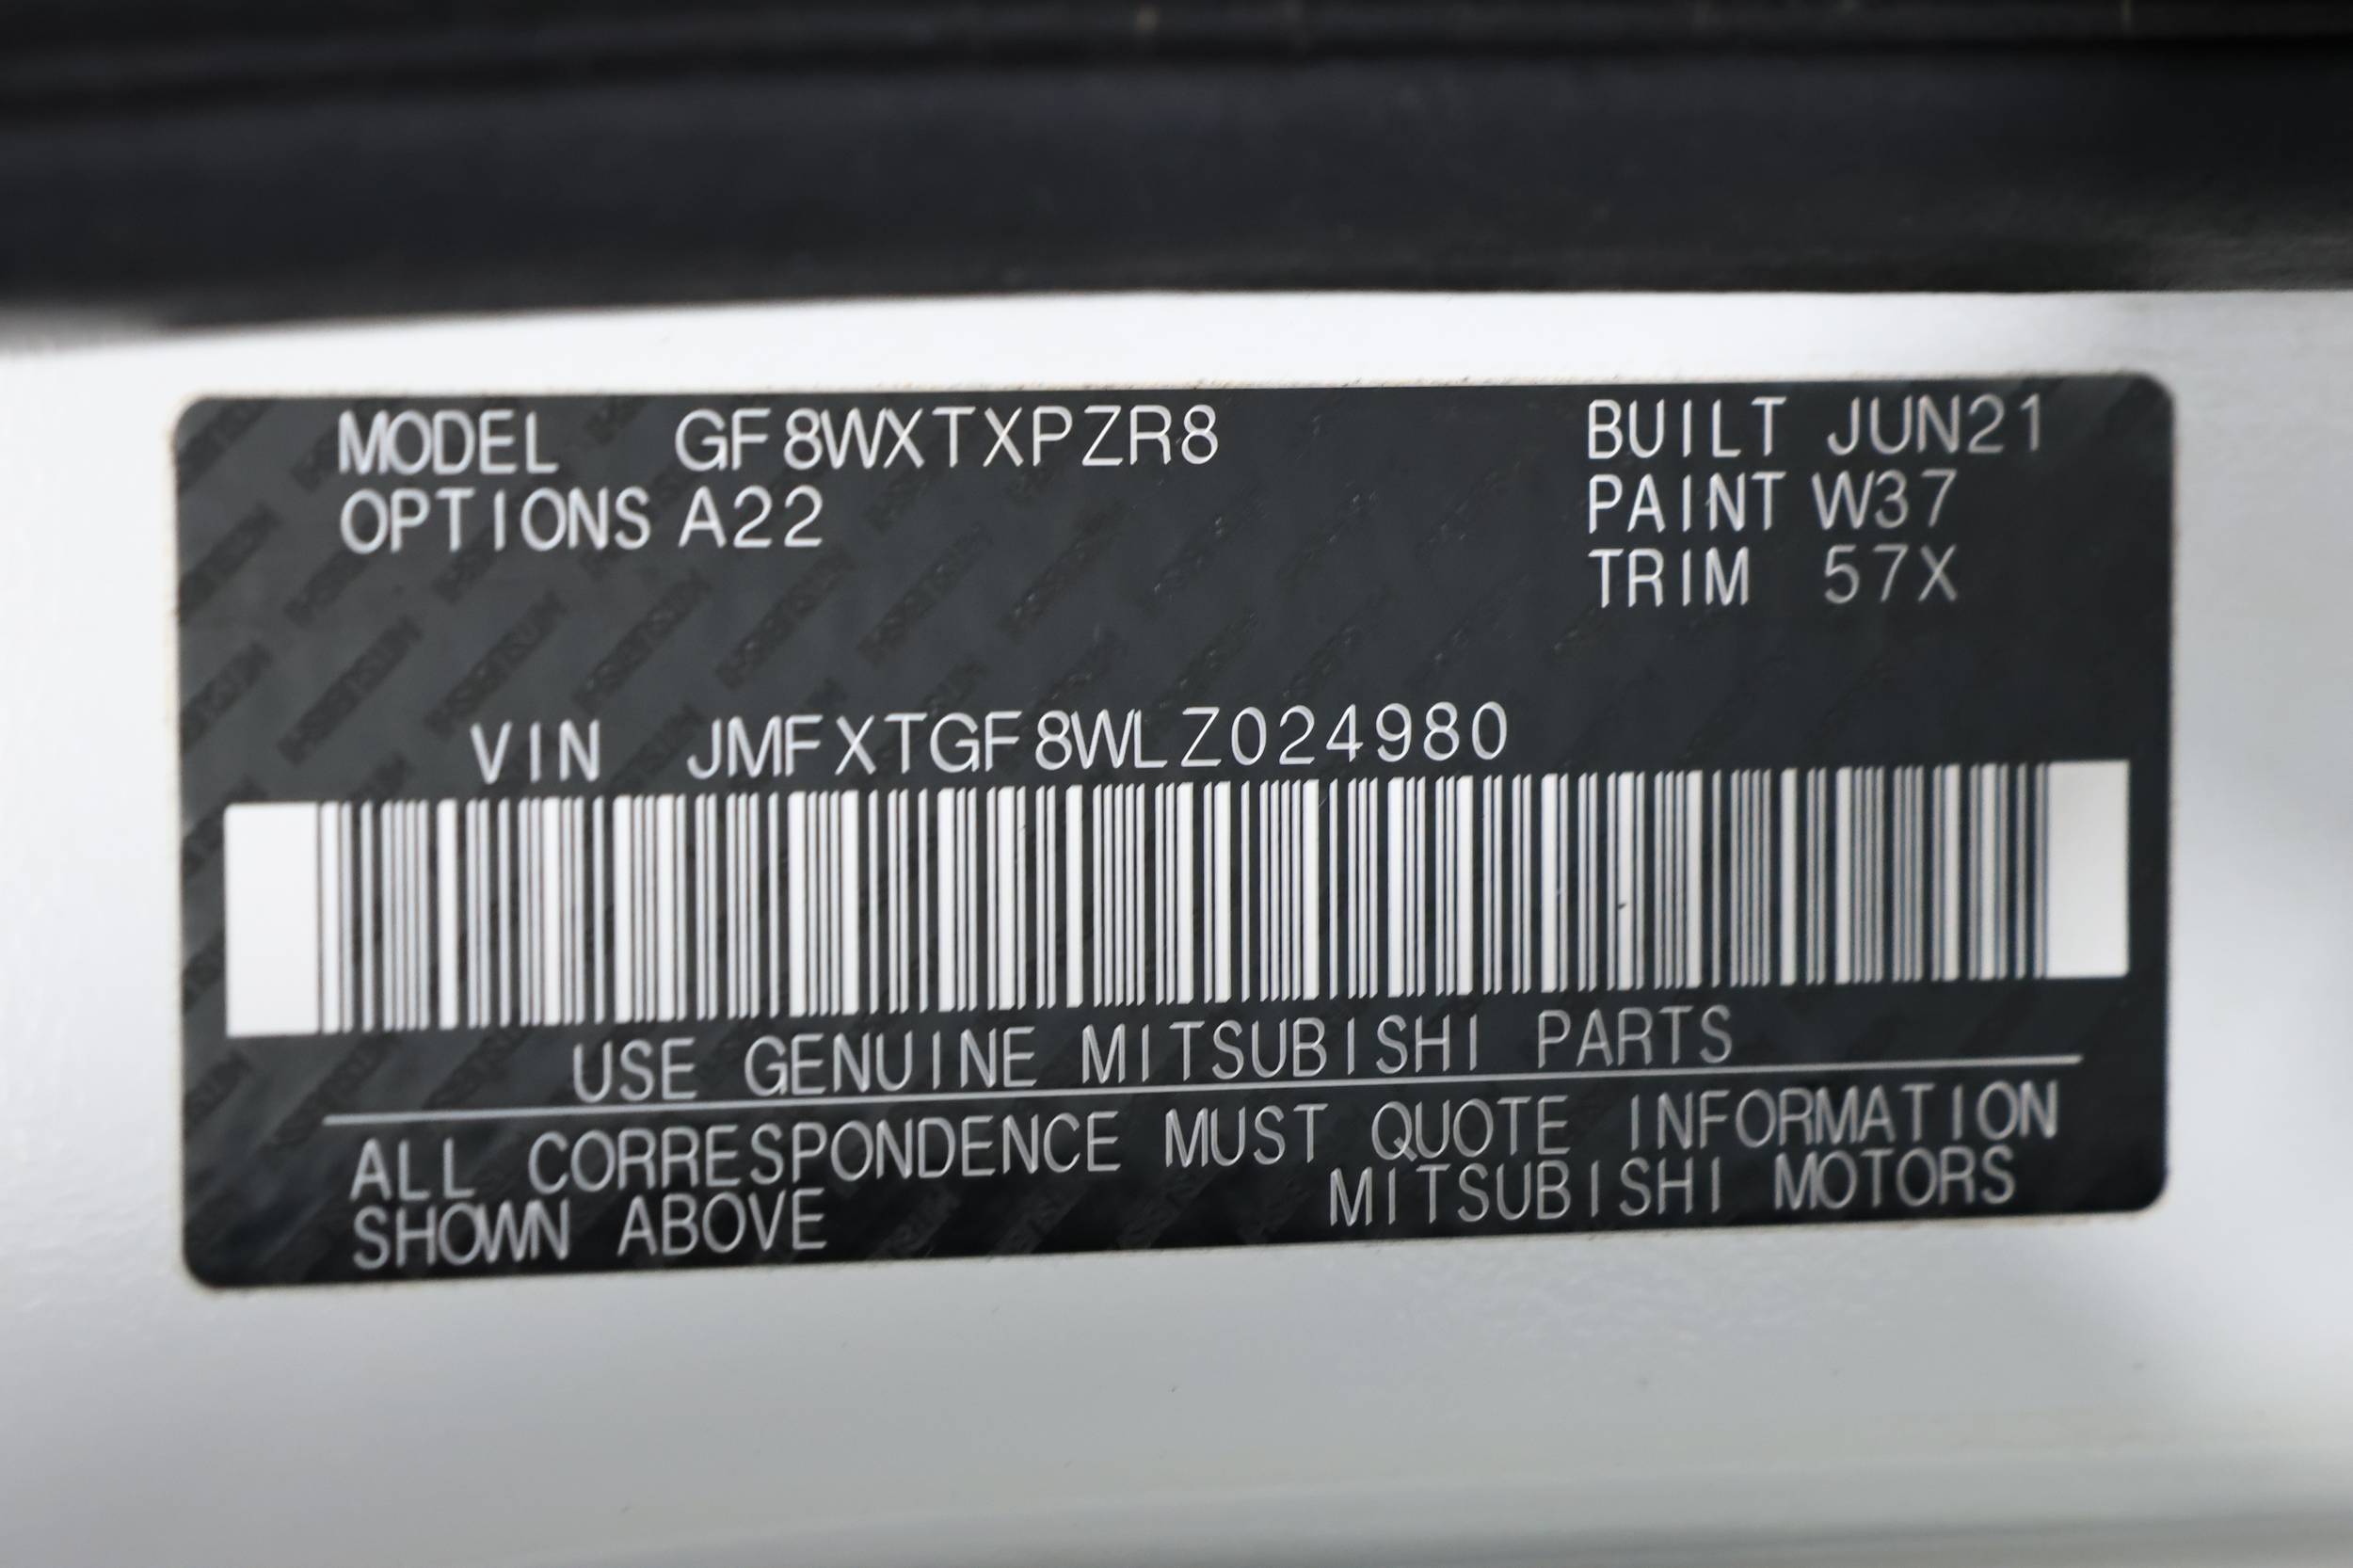 MODEL GF8WXTXPZR8 BUILT JUN21
OPTIONS A22 PAINT W37
TRIM 57X
VIN JMFXTGF8WLZ024980
USE GENUINE MITSUBISHI PARTS
ALL CORRESPONDENCE MUST QUOTE INFORMATION
SHOWN ABOVE MITSUBISHI MOTORS